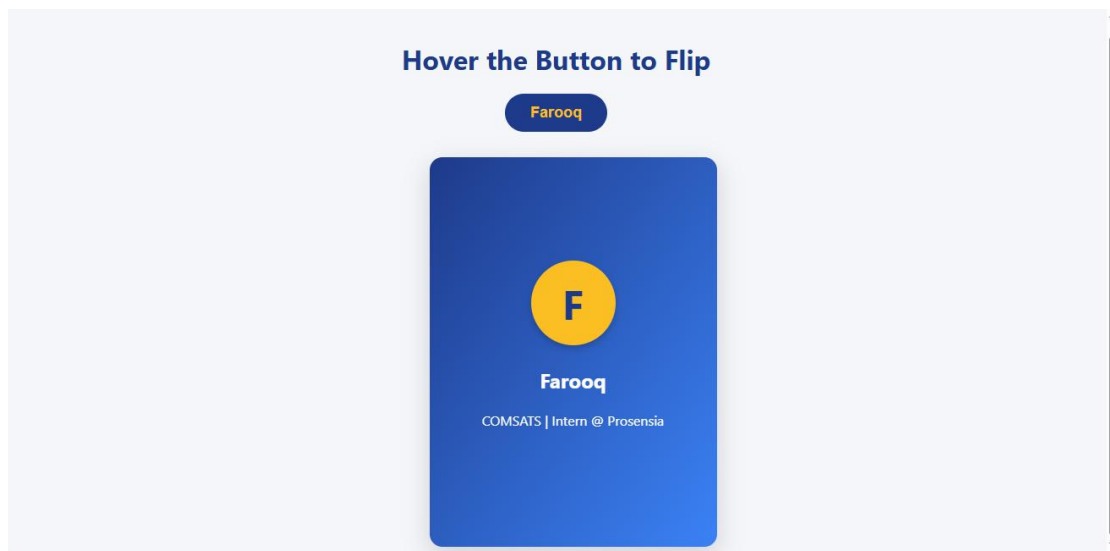 Hover the Button to Flip
Farooq
F
Farooq
COMSATS | Intern @ Prosensia